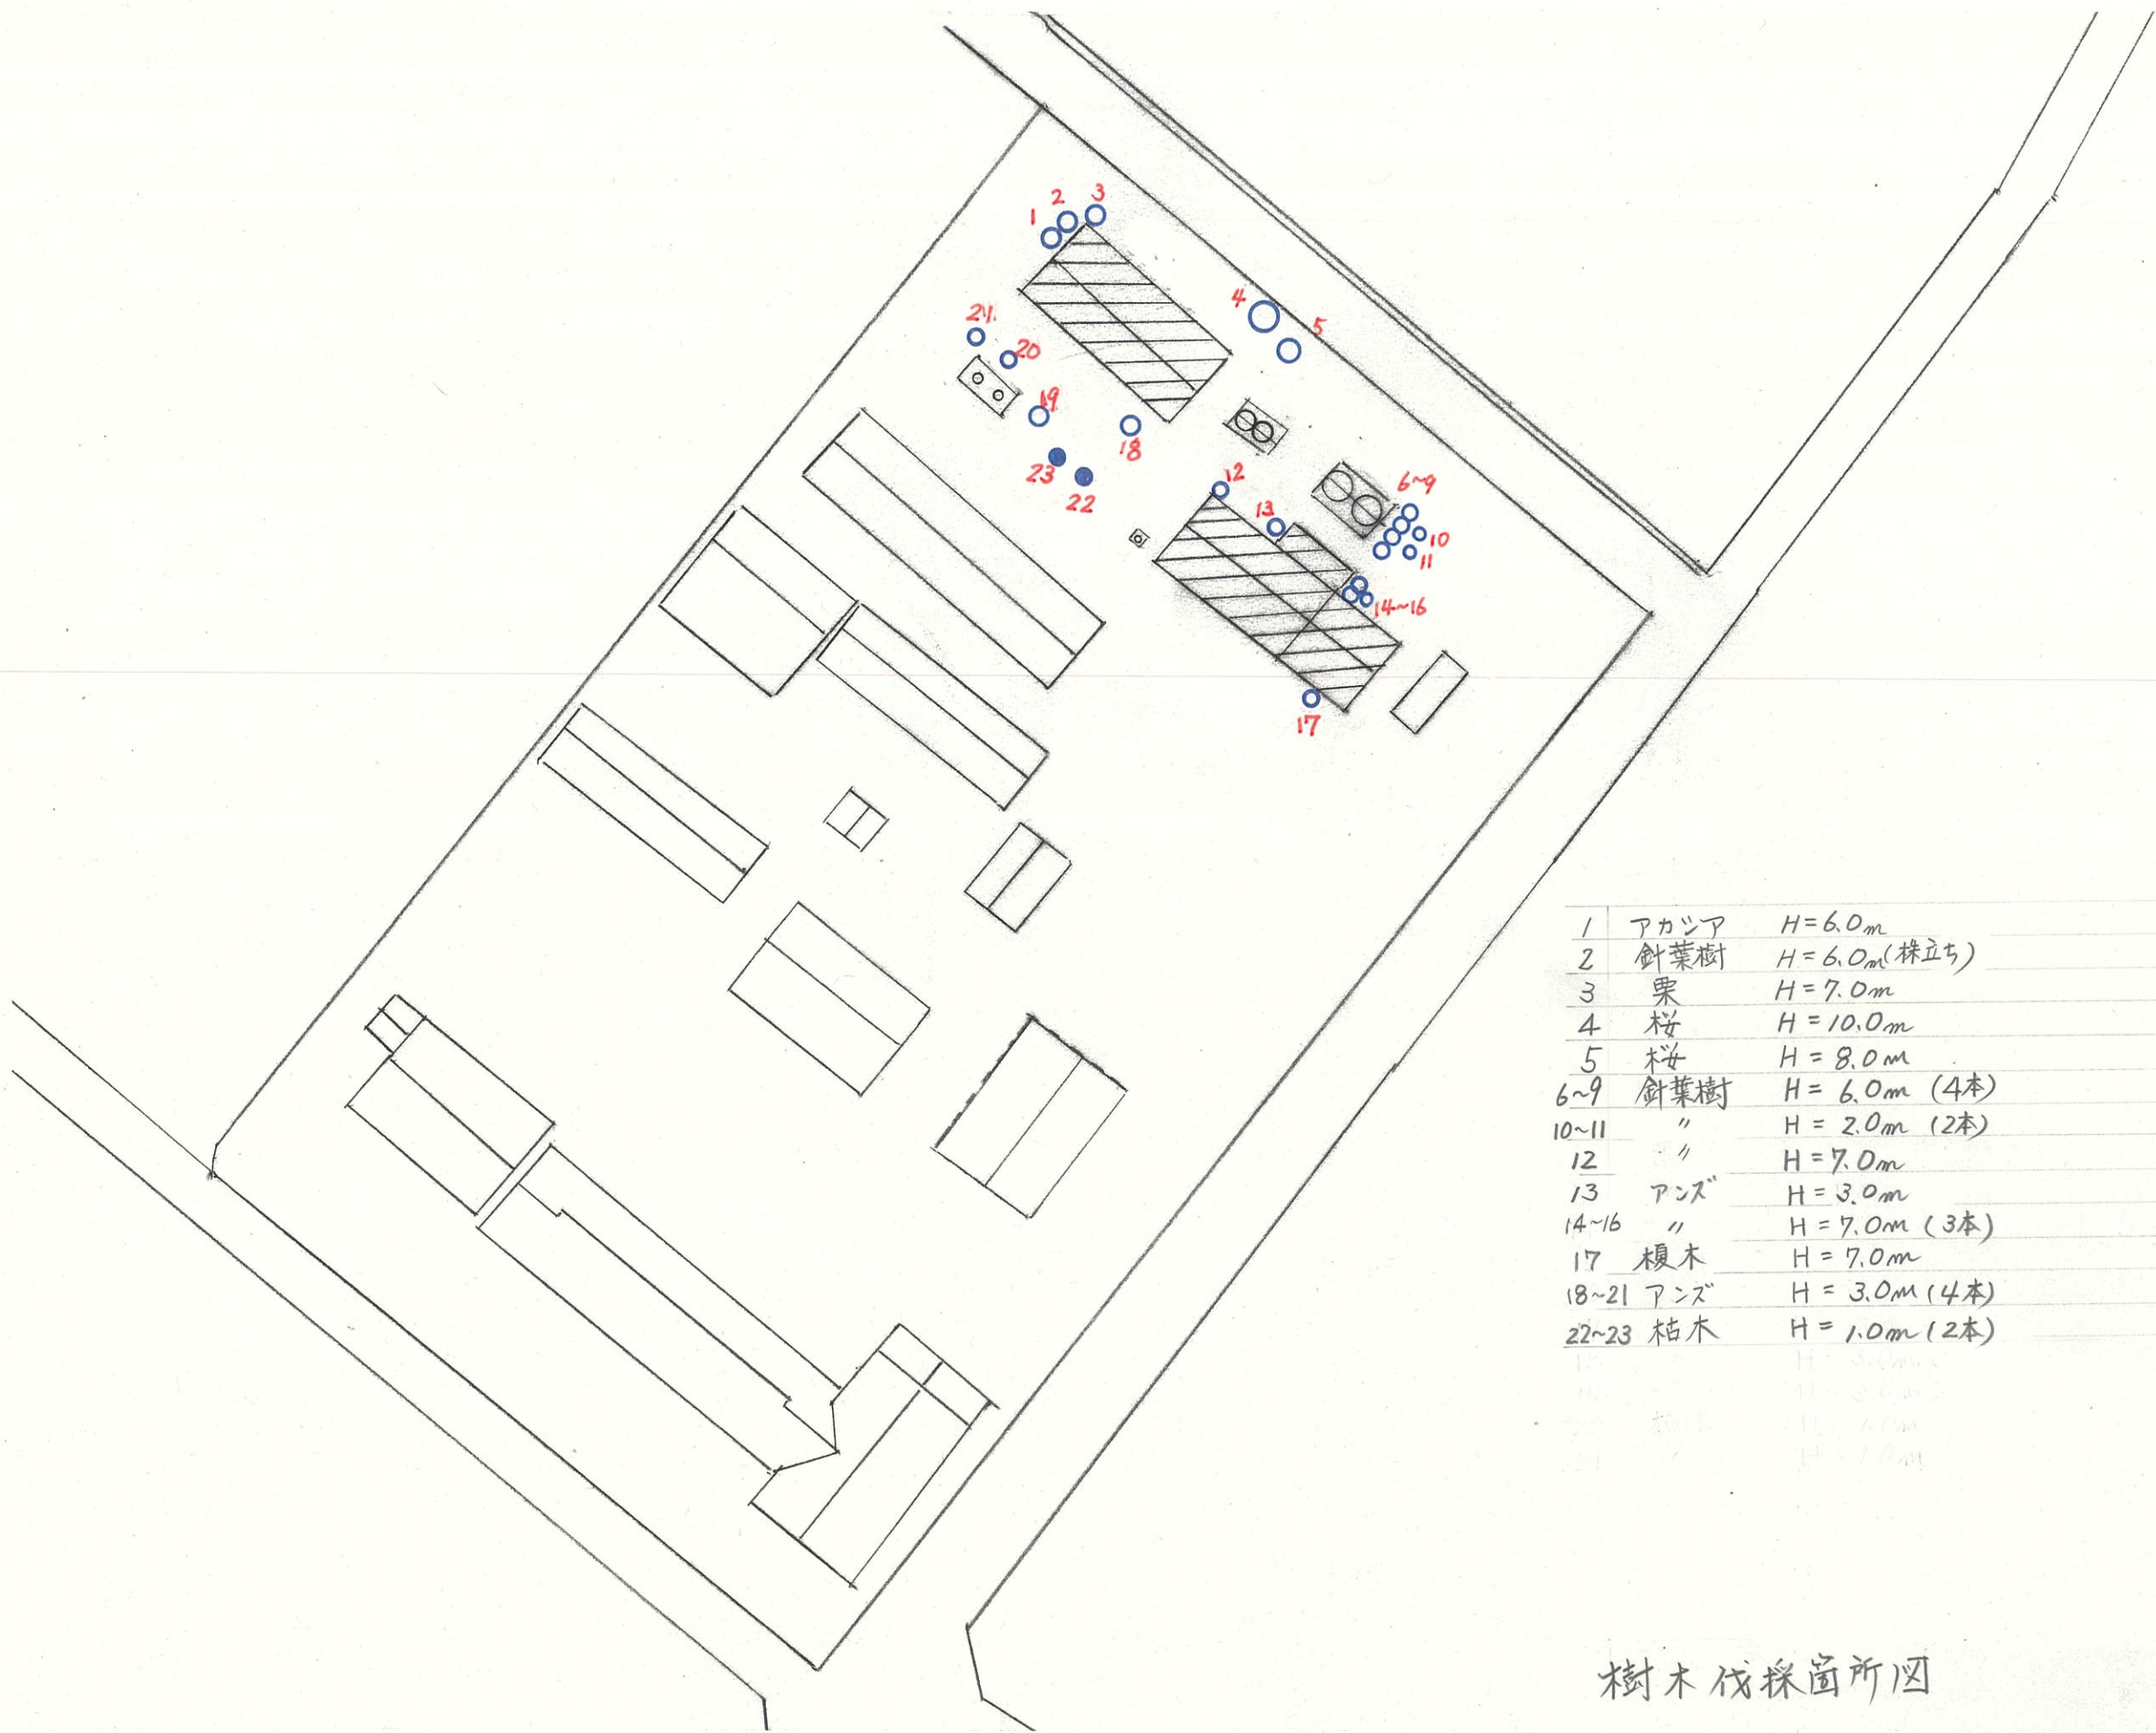 1
2
3
4
5
21.
20
19
18
23
22
12
13
6~9
10
11
14~16
17
1 アカシア H=6.0m
2 針葉樹 H=6.0m(株立ち)
3 栗 H=7.0m
4 桜 H=10.0m
5 桜 H=8.0m
6~9 針葉樹 H=6.0m (4本)
10~11 〃 H=2.0m (2本)
12 〃 H=7.0m
13 アンズ H=3.0m
14~16 〃 H=7.0m (3本)
17 榎木 H=7.0m
18~21 アンズ H=3.0m (4本)
22~23 枯木 H=1.0m (2本)
樹木伐採箇所図